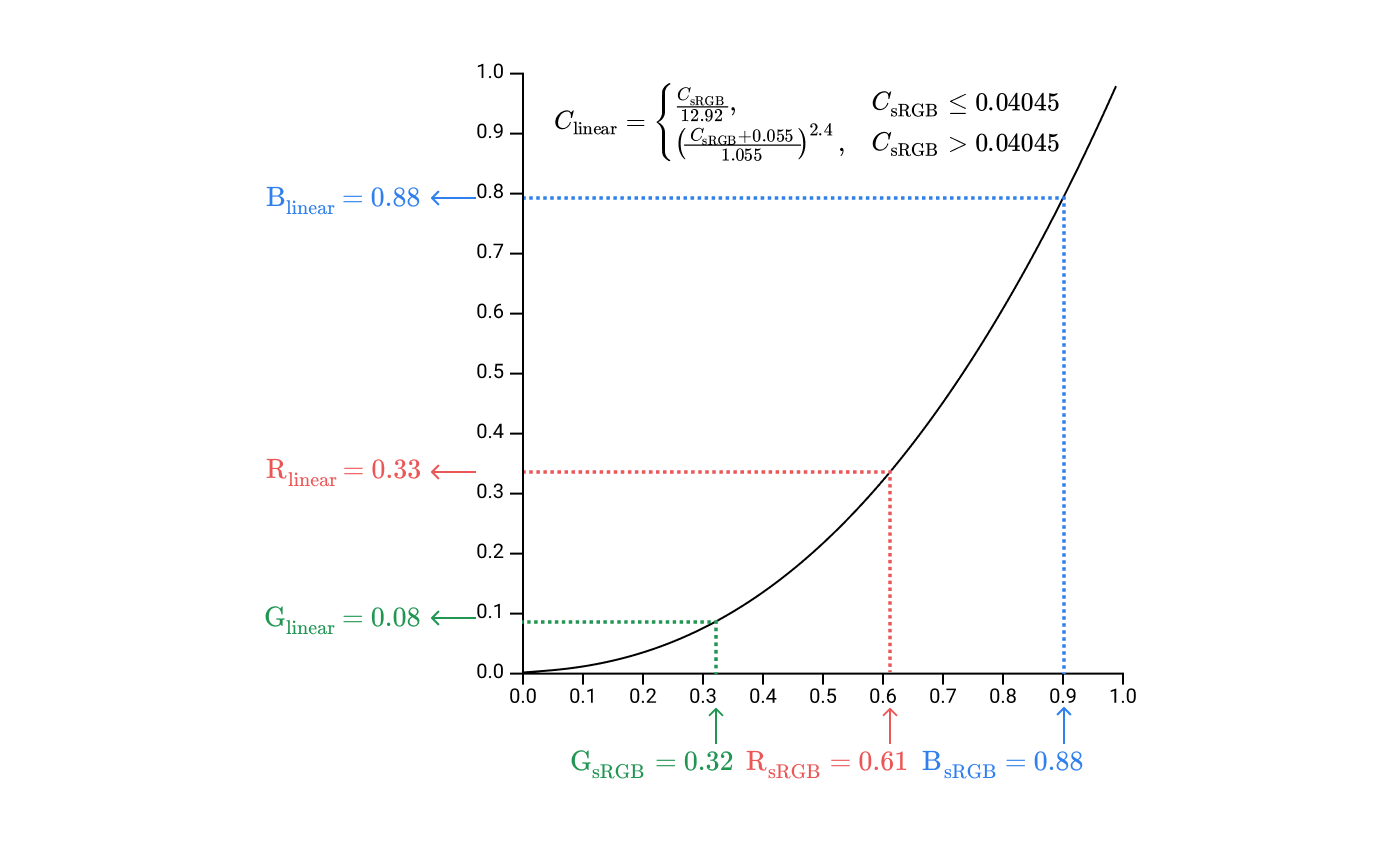 1.0
C_linear = { C_sRGB / 12.92, C_sRGB ≤ 0.04045
((C_sRGB+0.055) / 1.055)^2.4, C_sRGB > 0.04045
0.9
B_linear = 0.88
0.8
0.7
0.6
0.5
0.4
R_linear = 0.33
0.3
0.2
G_linear = 0.08
0.1
0.0
0.0 0.1 0.2 0.3 0.4 0.5 0.6 0.7 0.8 0.9 1.0
G_sRGB = 0.32 R_sRGB = 0.61 B_sRGB = 0.88